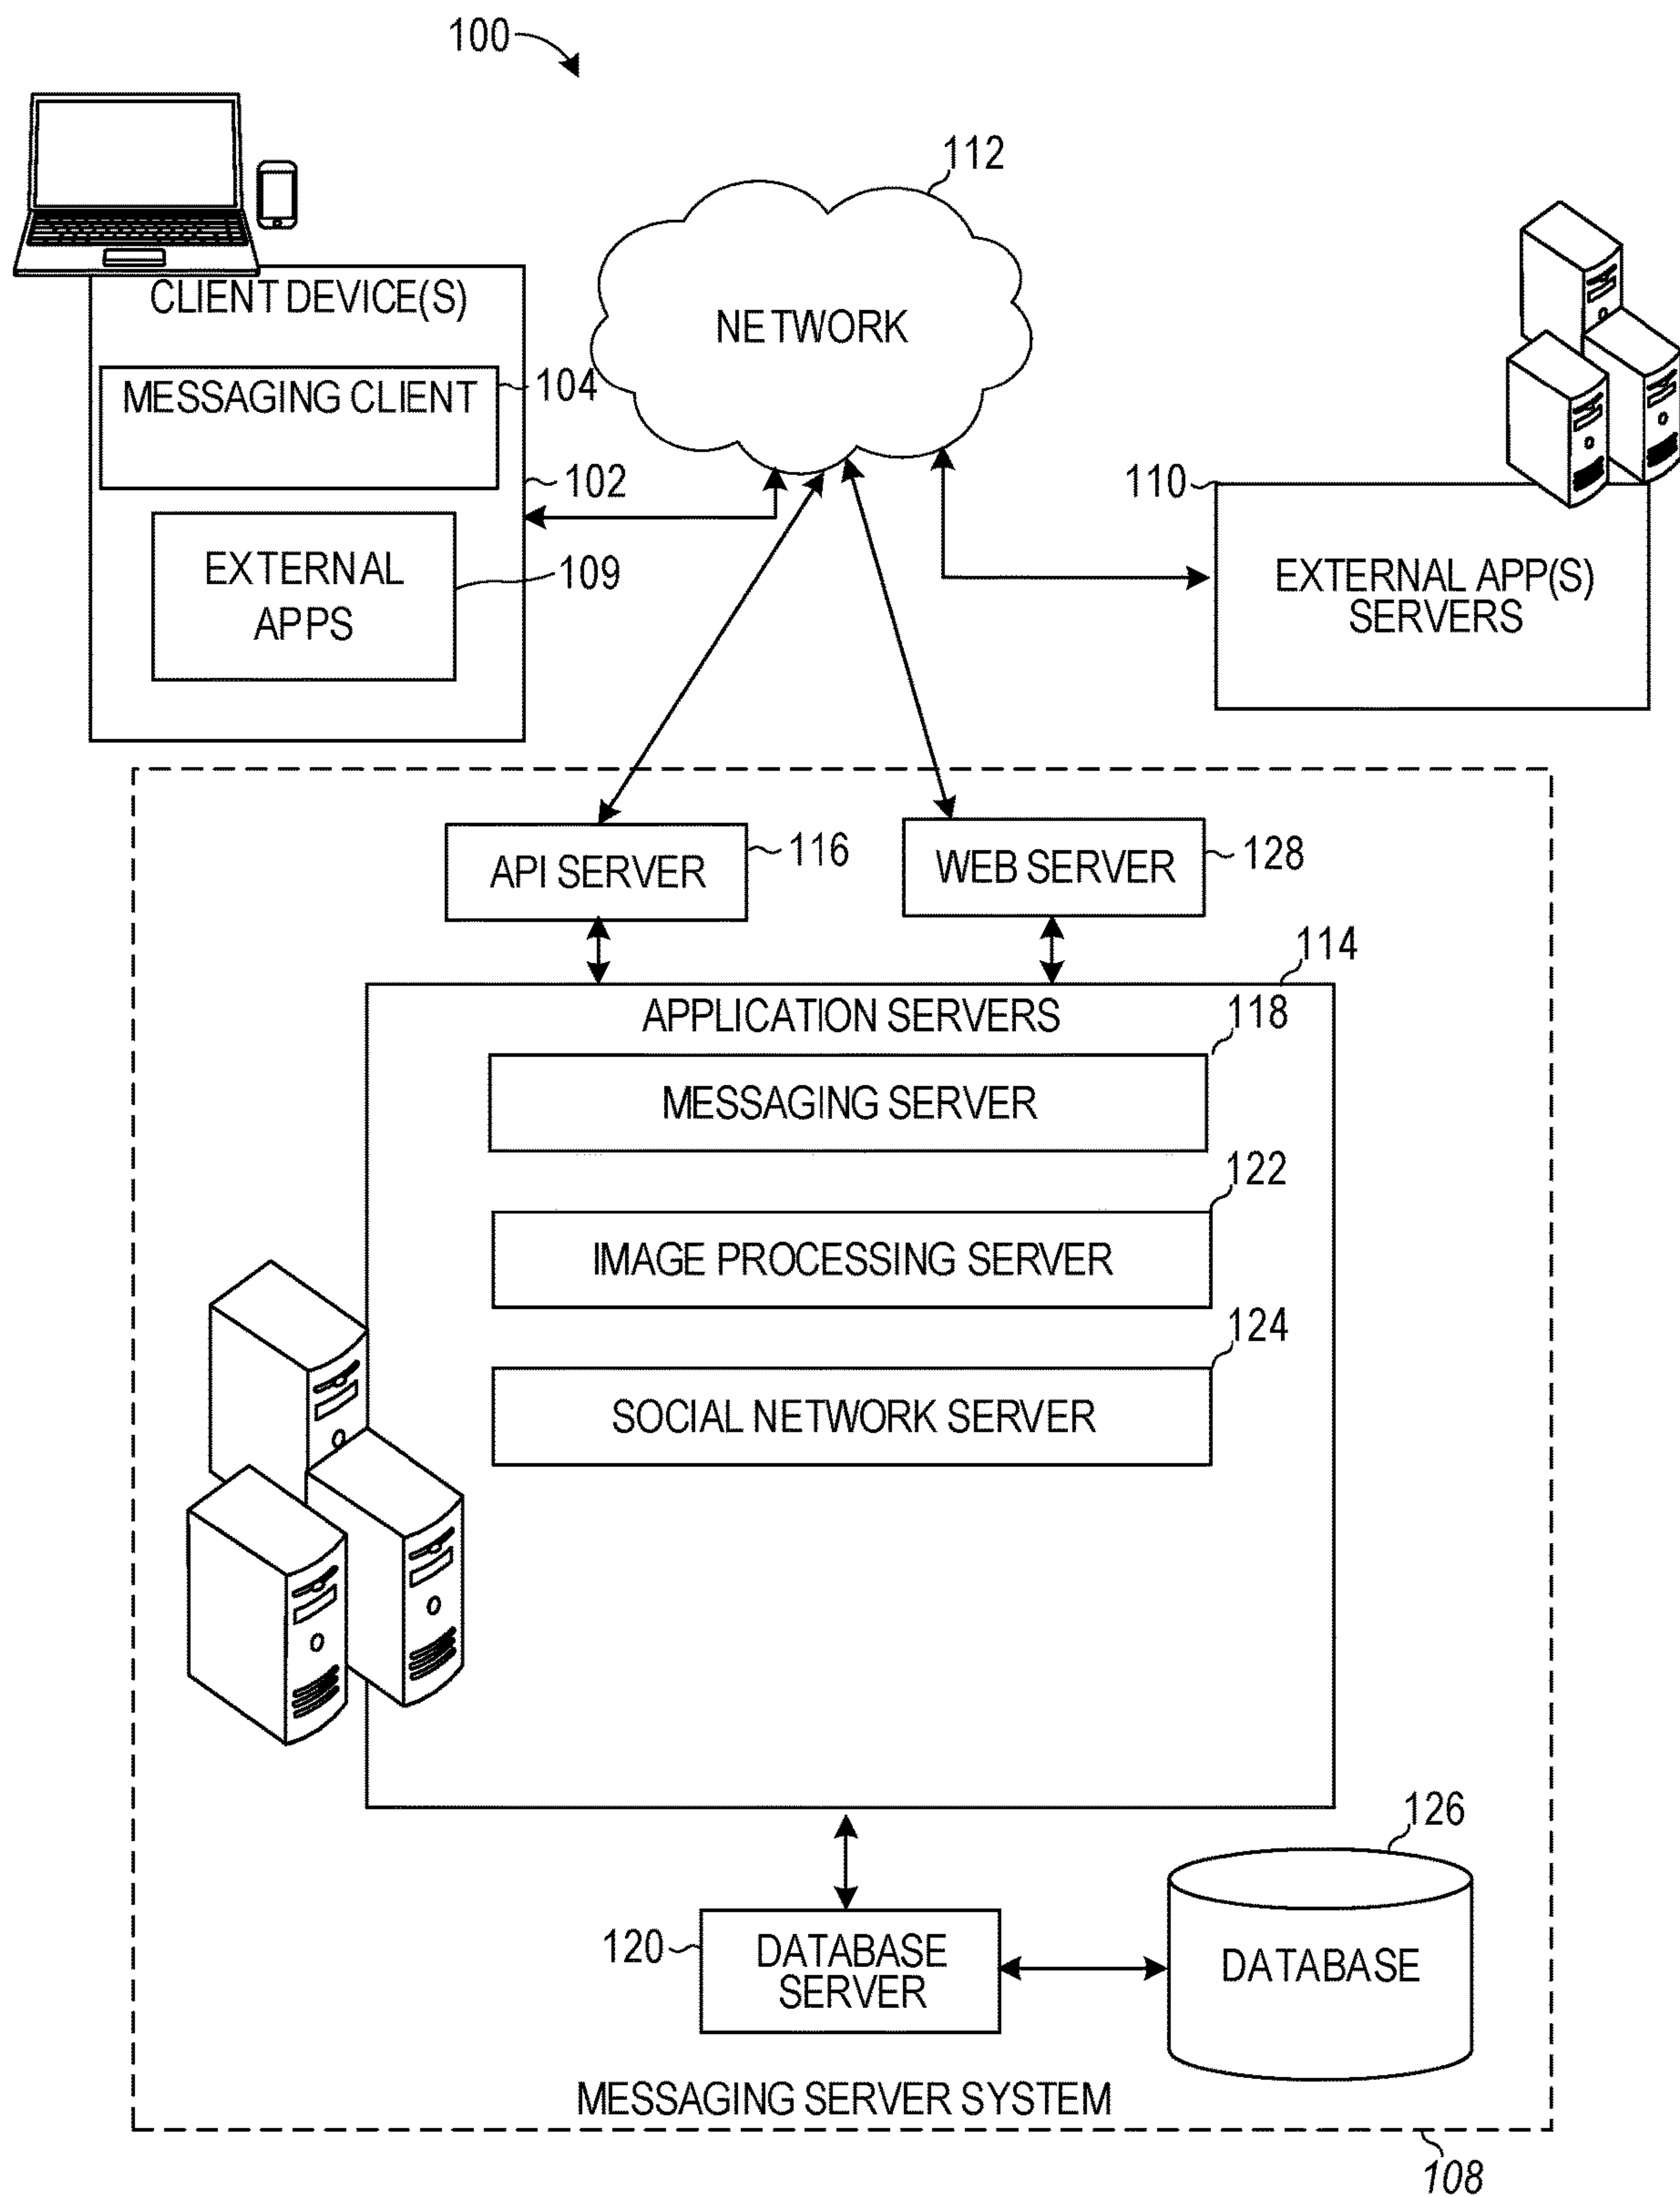 100
112
CLIENT DEVICE(S)
NETWORK
MESSAGING CLIENT
104
102
110
EXTERNAL
APPS
109
EXTERNAL APP(S)
SERVERS
API SERVER
116
WEB SERVER
128
114
APPLICATION SERVERS
118
MESSAGING SERVER
122
IMAGE PROCESSING SERVER
124
SOCIAL NETWORK SERVER
126
120
DATABASE
SERVER
DATABASE
MESSAGING SERVER SYSTEM
108